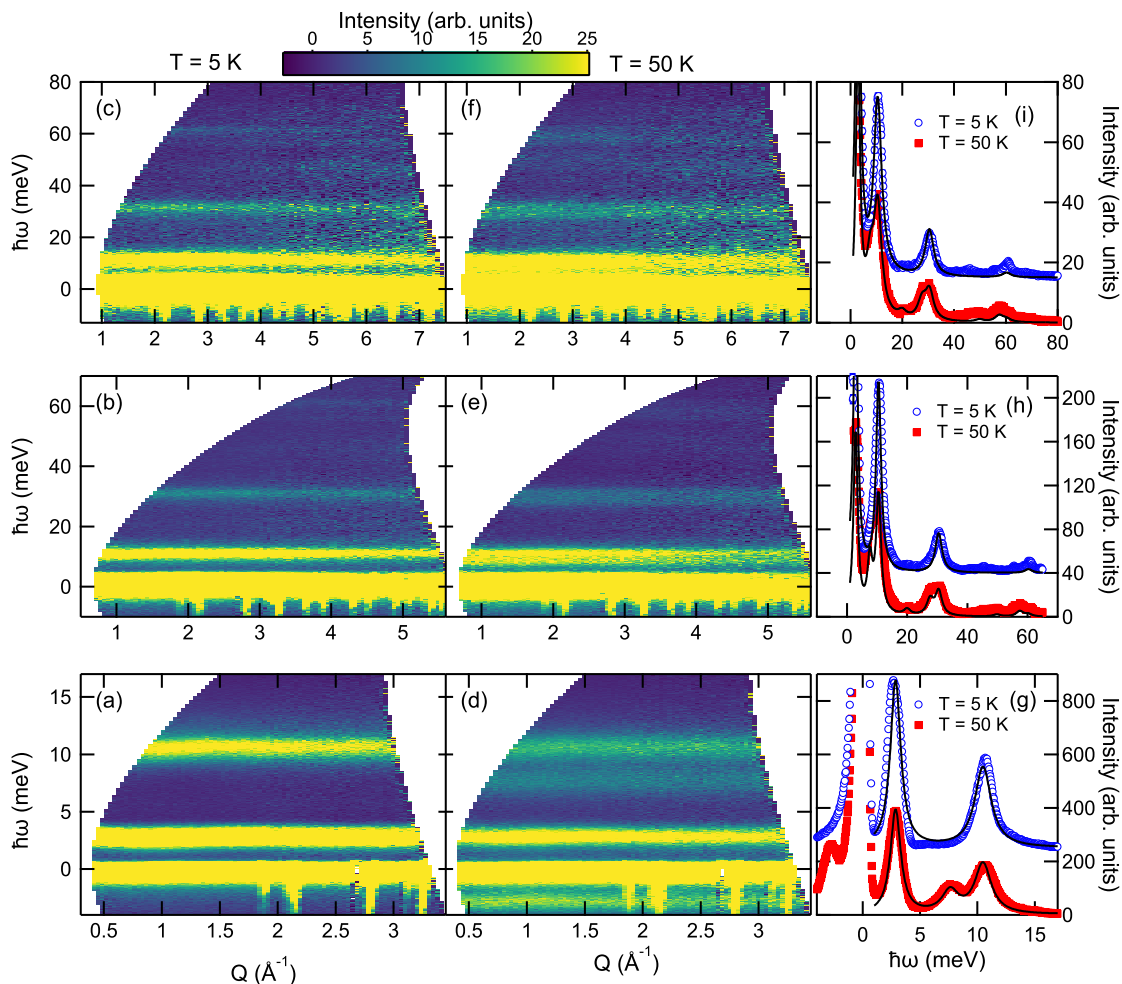 Intensity (arb. units)
0 5 10 15 20 25
T = 5 K T = 50 K
(c) (f) (i)
T = 5 K
T = 50 K
80
60
40
20
0
ħω (meV)
1 2 3 4 5 6 7
1 2 3 4 5 6 7
0 20 40 60 80
80
60
40
20
0
Intensity (arb. units)
(b) (e) (h)
T = 5 K
T = 50 K
60
40
20
0
ħω (meV)
1 2 3 4 5
1 2 3 4 5
0 20 40 60
200
160
120
80
40
0
Intensity (arb. units)
(a) (d) (g)
T = 5 K
T = 50 K
15
10
5
0
ħω (meV)
0.5 1 1.5 2 2.5 3
0.5 1 1.5 2 2.5 3
0 5 10 15
800
600
400
200
0
Intensity (arb. units)
Q (Å⁻¹) Q (Å⁻¹) ħω (meV)